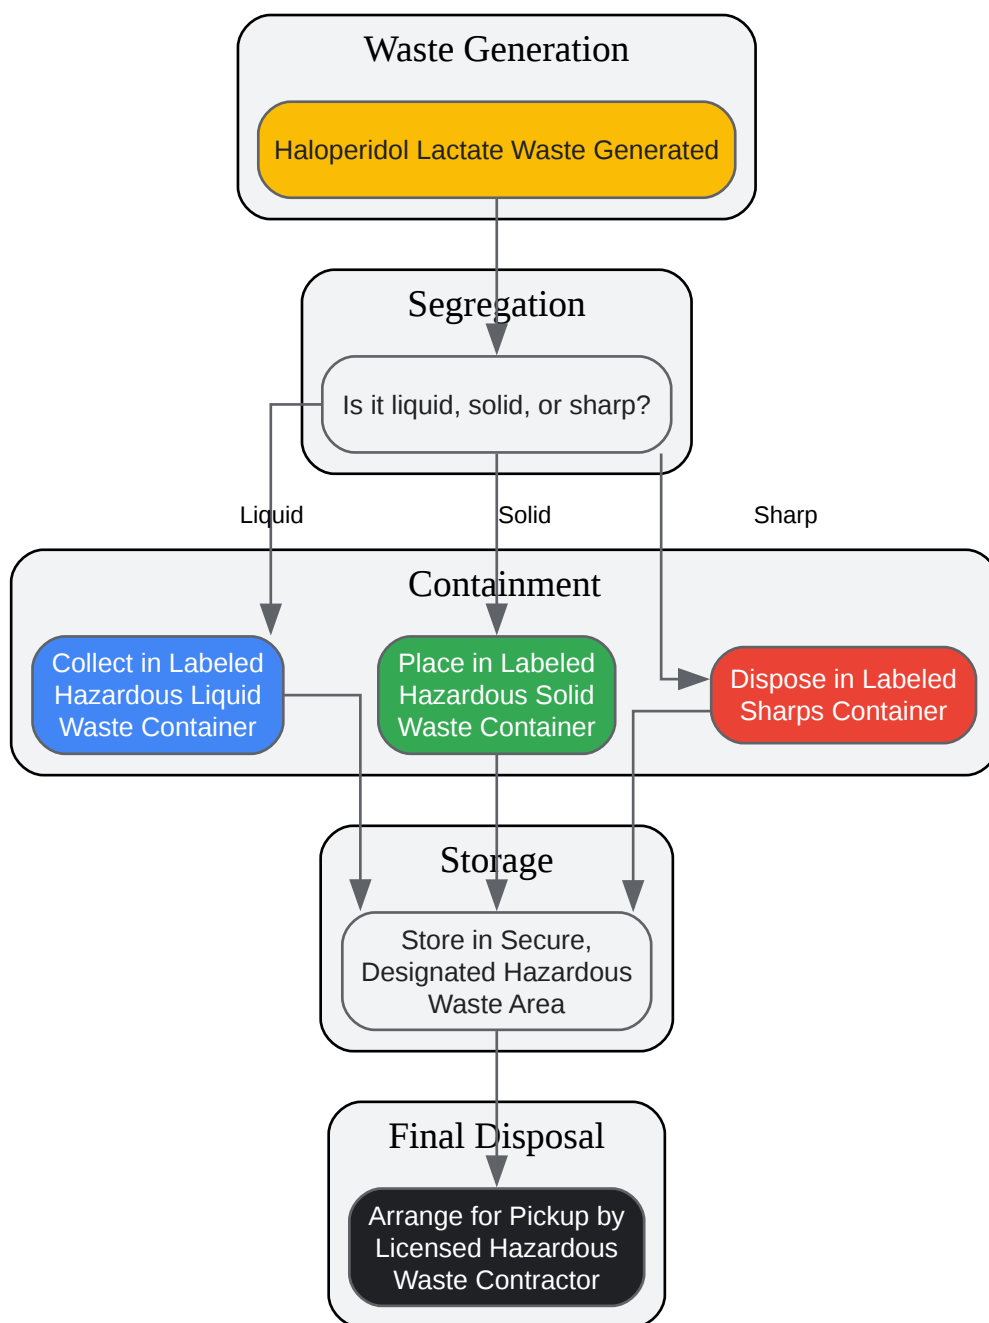 Waste Generation
Haloperidol Lactate Waste Generated
Segregation
Is it liquid, solid, or sharp?
Liquid
Solid
Sharp
Containment
Collect in Labeled
Hazardous Liquid
Waste Container
Place in Labeled
Hazardous Solid
Waste Container
Dispose in Labeled
Sharps Container
Storage
Store in Secure,
Designated Hazardous
Waste Area
Final Disposal
Arrange for Pickup by
Licensed Hazardous
Waste Contractor